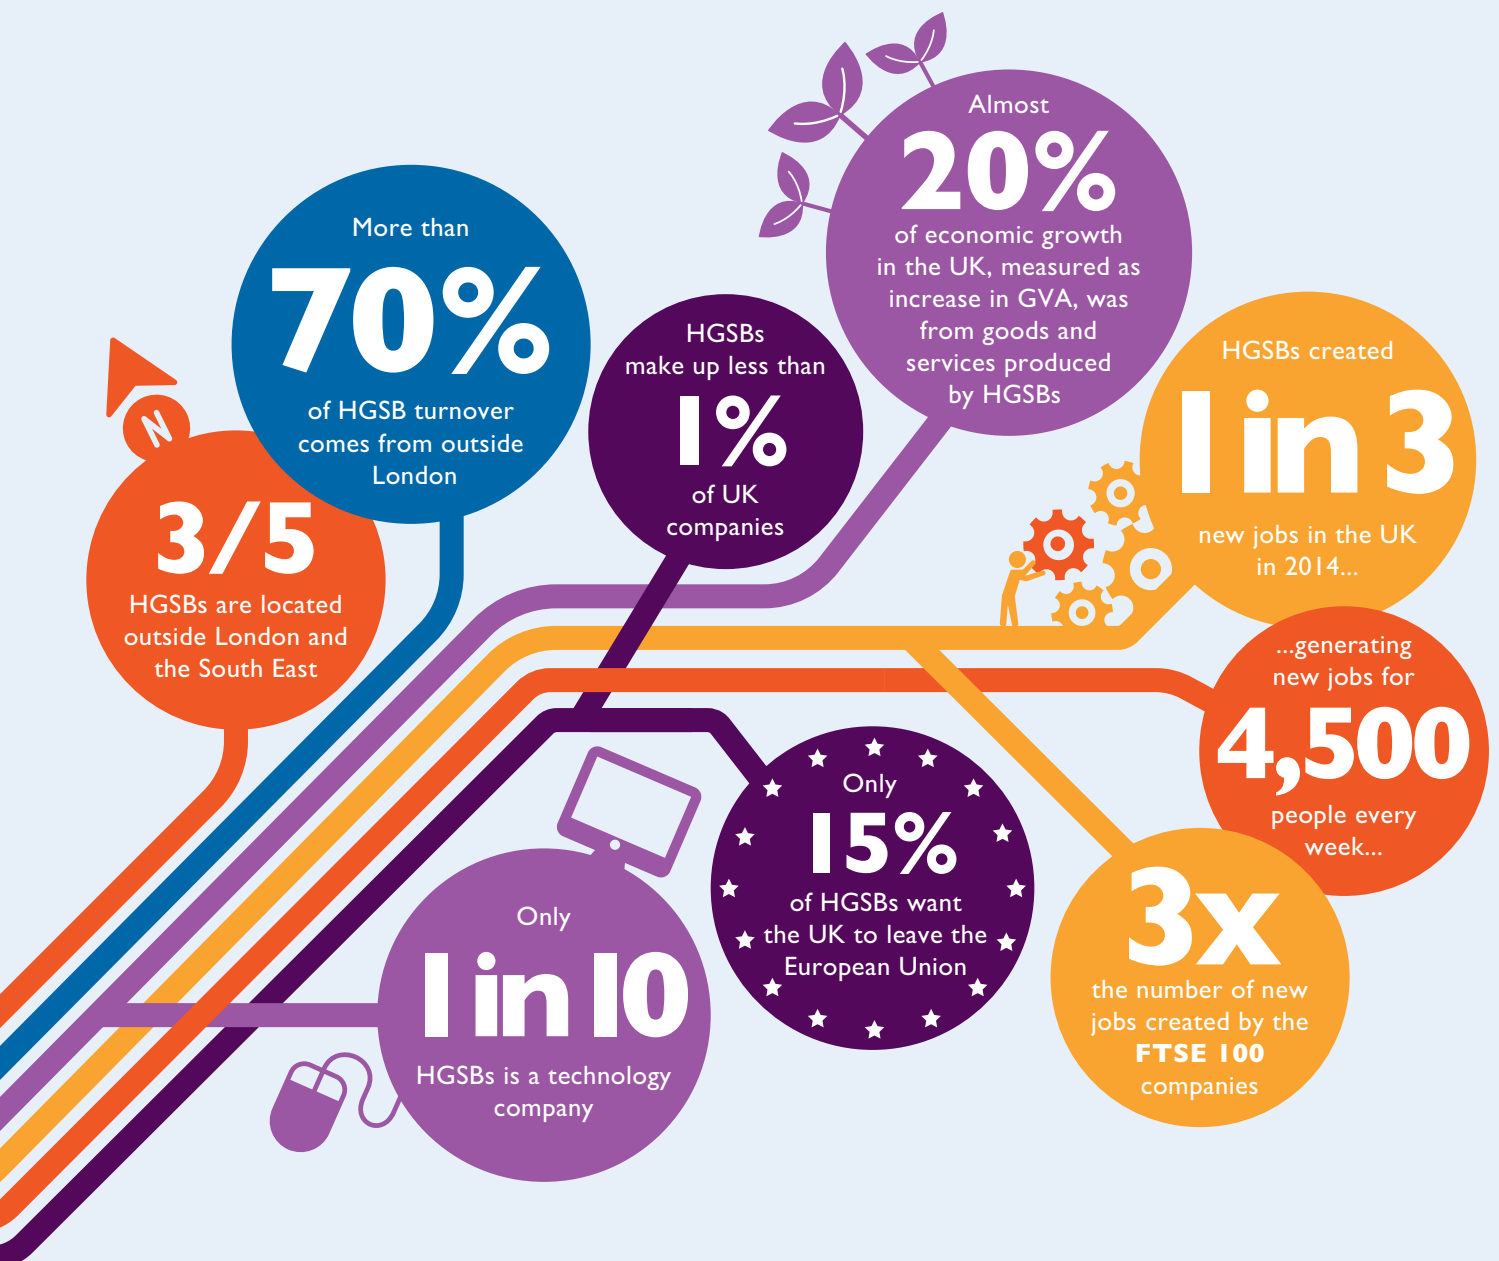 Almost
20%
of economic growth
in the UK, measured as
increase in GVA, was
from goods and
services produced
by HGSBs
More than
70%
of HGSB turnover
comes from outside
London
HGSBs
make up less than
1%
of UK
companies
HGSBs created
1 in 3
new jobs in the UK
in 2014...
N
3/5
HGSBs are located
outside London and
the South East
...generating
new jobs for
4,500
people every
week...
Only
15%
of HGSBs want
the UK to leave the
European Union
3x
the number of new
jobs created by the
FTSE 100
companies
Only
1 in 10
HGSBs is a technology
company